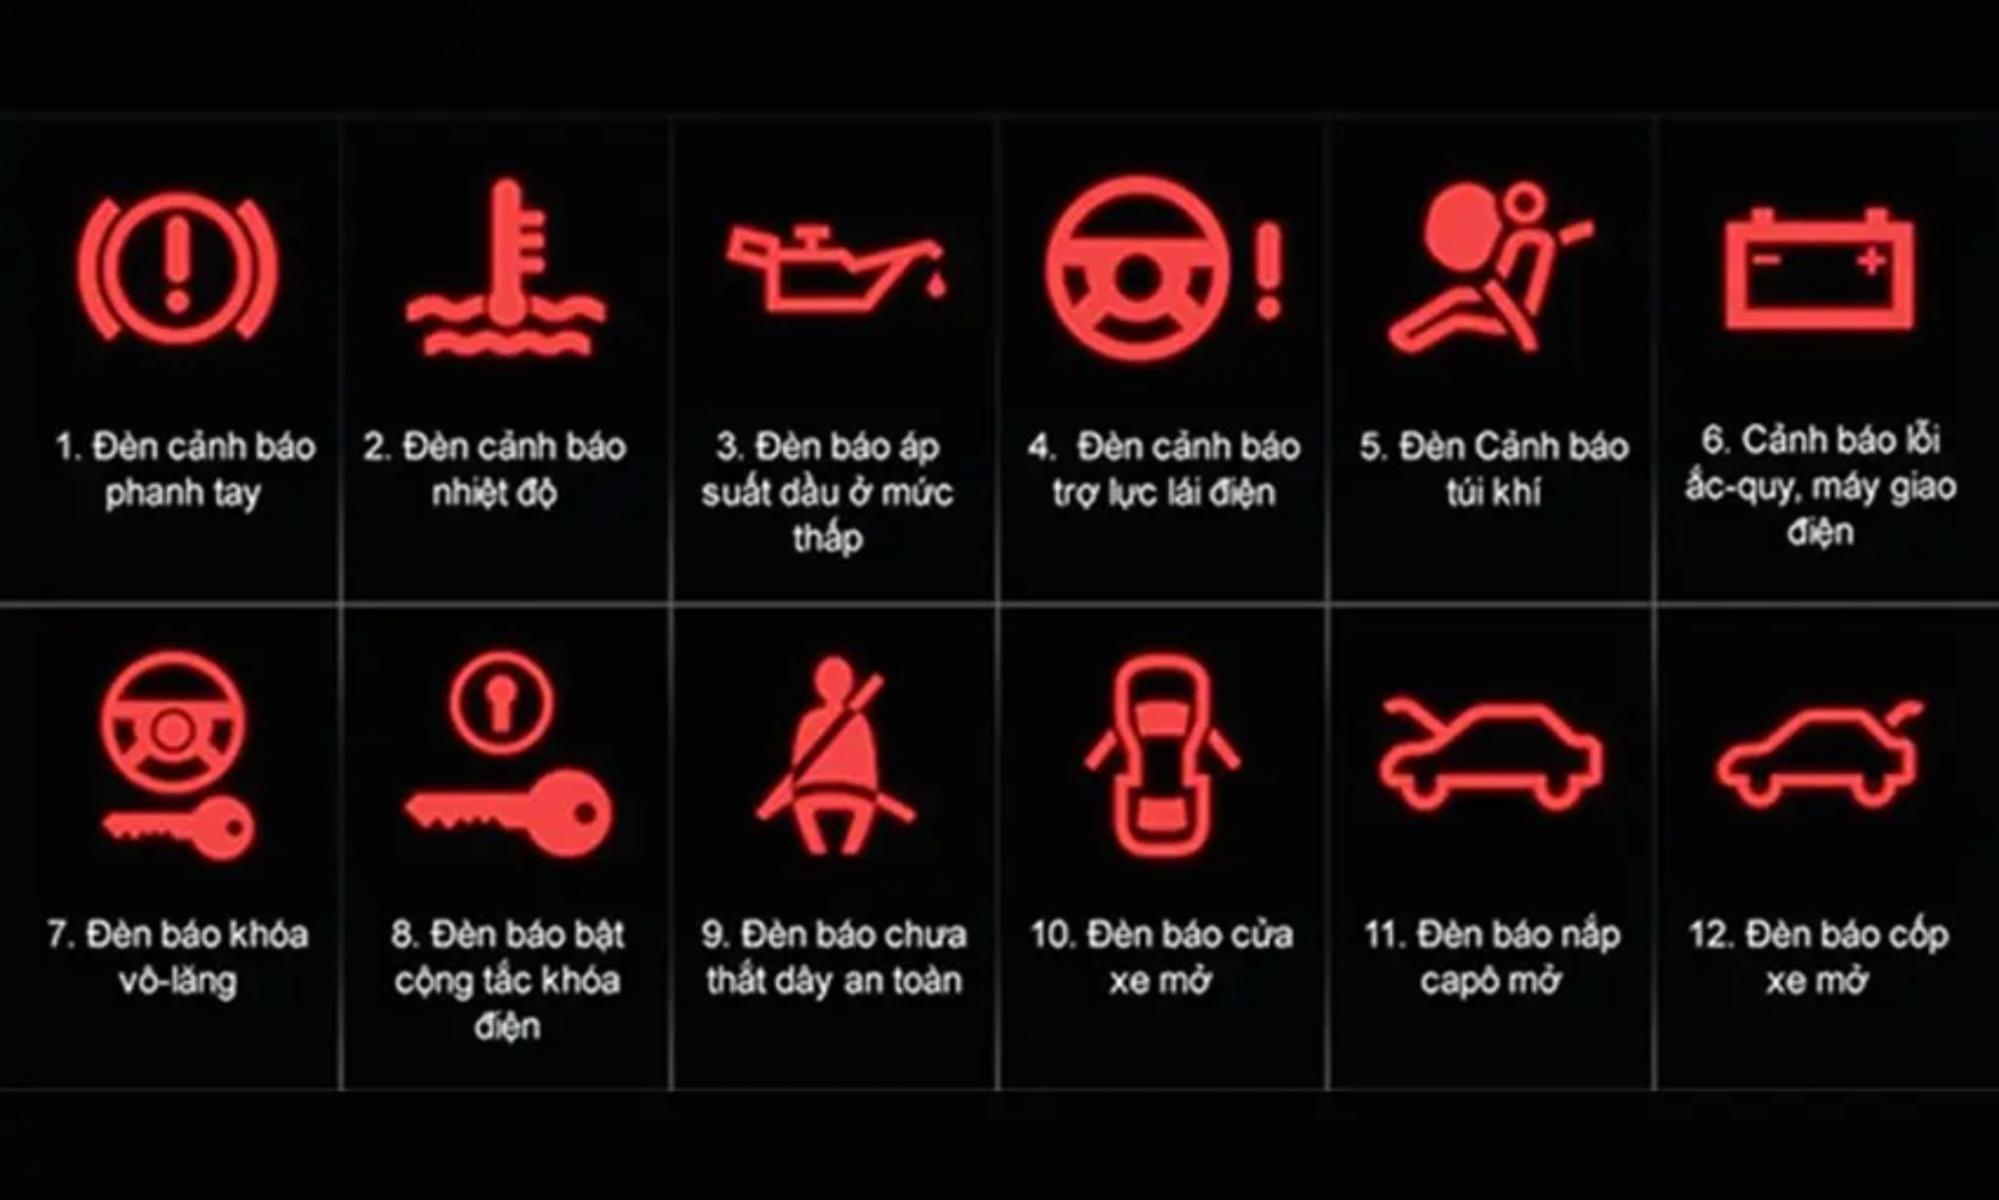 1. Đèn cảnh báo
phanh tay
2. Đèn cảnh báo
nhiệt độ
3. Đèn báo áp
suất dầu ở mức
thấp
4. Đèn cảnh báo
trợ lực lái điện
5. Đèn Cảnh báo
túi khí
6. Cảnh báo lỗi
ắc-quy, máy giao
điện
7. Đèn báo khóa
vô-lăng
8. Đèn báo bật
cộng tắc khóa
điện
9. Đèn báo chưa
thắt dây an toàn
10. Đèn báo cửa
xe mở
11. Đèn báo nắp
capô mở
12. Đèn báo cốp
xe mở